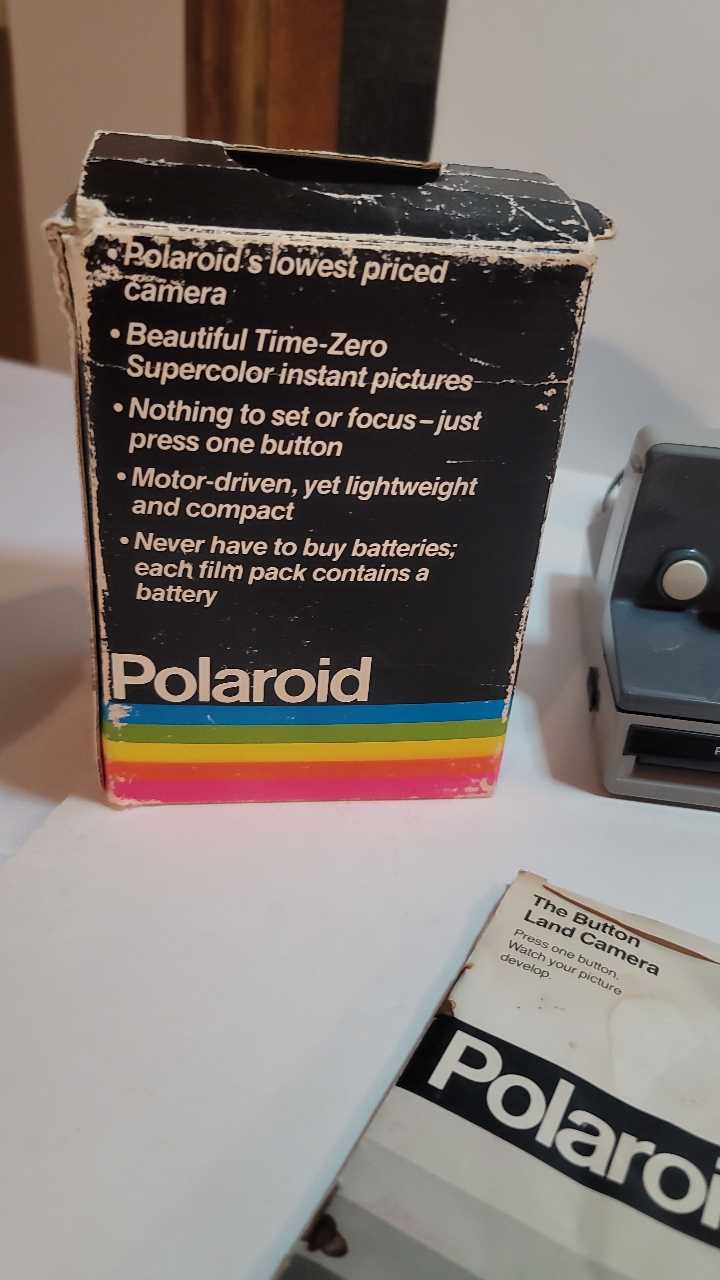 • Polaroid's lowest priced
camera
• Beautiful Time-Zero
Supercolor instant pictures
• Nothing to set or focus–just
press one button
• Motor-driven, yet lightweight
and compact
• Never have to buy batteries;
each film pack contains a
battery
Polaroid
The Button
Land Camera
Press one button.
Watch your picture
develop.
Polaroi